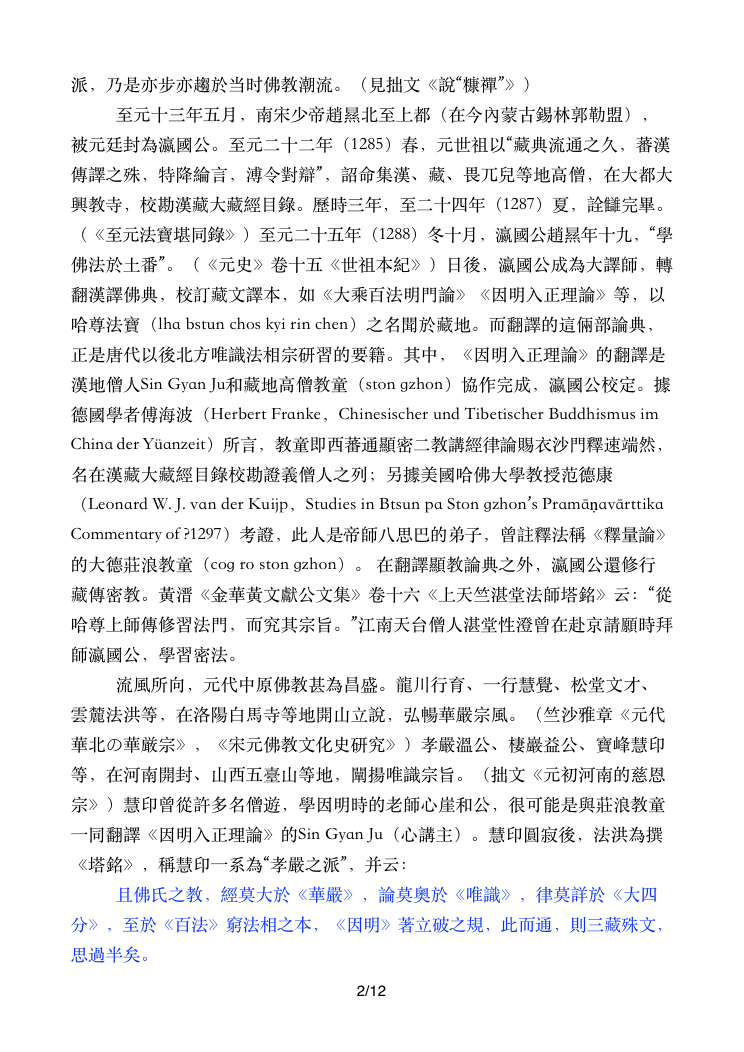 派，乃是亦步亦趨於当时佛教潮流。（見拙文《說“糠禪”》）
至元十三年五月，南宋少帝趙㬎北至上都（在今內蒙古錫林郭勒盟），
被元廷封為瀛國公。至元二十二年（1285）春，元世祖以“藏典流通之久，蕃漢
傳譯之殊，特降綸言，溥令對辯”，詔命集漢、藏、畏兀兒等地高僧，在大都大
興教寺，校勘漢藏大藏經目錄。歷時三年，至二十四年（1287）夏，詮讎完畢。
（《至元法寶堪同錄》）至元二十五年（1288）冬十月，瀛國公趙㬎年十九，“學
佛法於土番”。（《元史》卷十五《世祖本紀》）日後，瀛國公成為大譯師，轉
翻漢譯佛典，校訂藏文譯本，如《大乘百法明門論》《因明入正理論》等，以
哈尊法寶（lha bstun chos kyi rin chen）之名聞於藏地。而翻譯的這倆部論典，
正是唐代以後北方唯識法相宗研習的要籍。其中，《因明入正理論》的翻譯是
漢地僧人Sin Gyan Ju和藏地高僧教童（ston gzhon）協作完成，瀛國公校定。據
德國學者傅海波（Herbert Franke，Chinesischer und Tibetischer Buddhismus im
China der Yüanzeit）所言，教童即西蕃通顯密二教講經律論賜衣沙門釋速端然，
名在漢藏大藏經目錄校勘證義僧人之列；另據美國哈佛大學教授范德康
（Leonard W. J. van der Kuijp，Studies in Btsun pa Ston gzhon’s Pramāṇavārttika
Commentary of ?1297）考證，此人是帝師八思巴的弟子，曾註釋法稱《釋量論》
的大德莊浪教童（cog ro ston gzhon）。 在翻譯顯教論典之外，瀛國公還修行
藏傳密教。黃溍《金華黃文獻公文集》卷十六《上天竺湛堂法師塔銘》云：“從
哈尊上師傳修習法門，而究其宗旨。”江南天台僧人湛堂性澄曾在赴京請願時拜
師瀛國公，學習密法。
流風所向，元代中原佛教甚為昌盛。龍川行育、一行慧覺、松堂文才、
雲麓法洪等，在洛陽白馬寺等地開山立說，弘暢華嚴宗風。（竺沙雅章《元代
華北の華厳宗》，《宋元佛教文化史研究》）孝嚴溫公、棲巖益公、寶峰慧印
等，在河南開封、山西五臺山等地，闡揚唯識宗旨。（拙文《元初河南的慈恩
宗》）慧印曾從許多名僧遊，學因明時的老師心崖和公，很可能是與莊浪教童
一同翻譯《因明入正理論》的Sin Gyan Ju（心講主）。慧印圓寂後，法洪為撰
《塔銘》，稱慧印一系為“孝嚴之派”，并云：
且佛氏之教，經莫大於《華嚴》，論莫奧於《唯識》，律莫詳於《大四
分》，至於《百法》窮法相之本，《因明》著立破之規，此而通，則三藏殊文，
思過半矣。
2/12